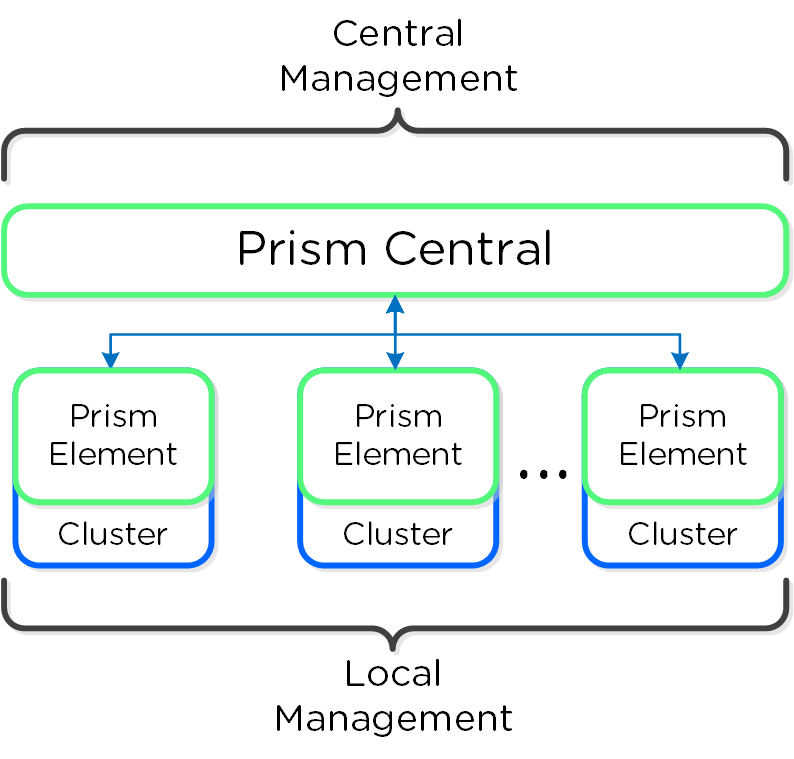 Central
Management
Prism Central
Prism
Element
Cluster
Prism
Element
Cluster
...
Prism
Element
Cluster
Local
Management